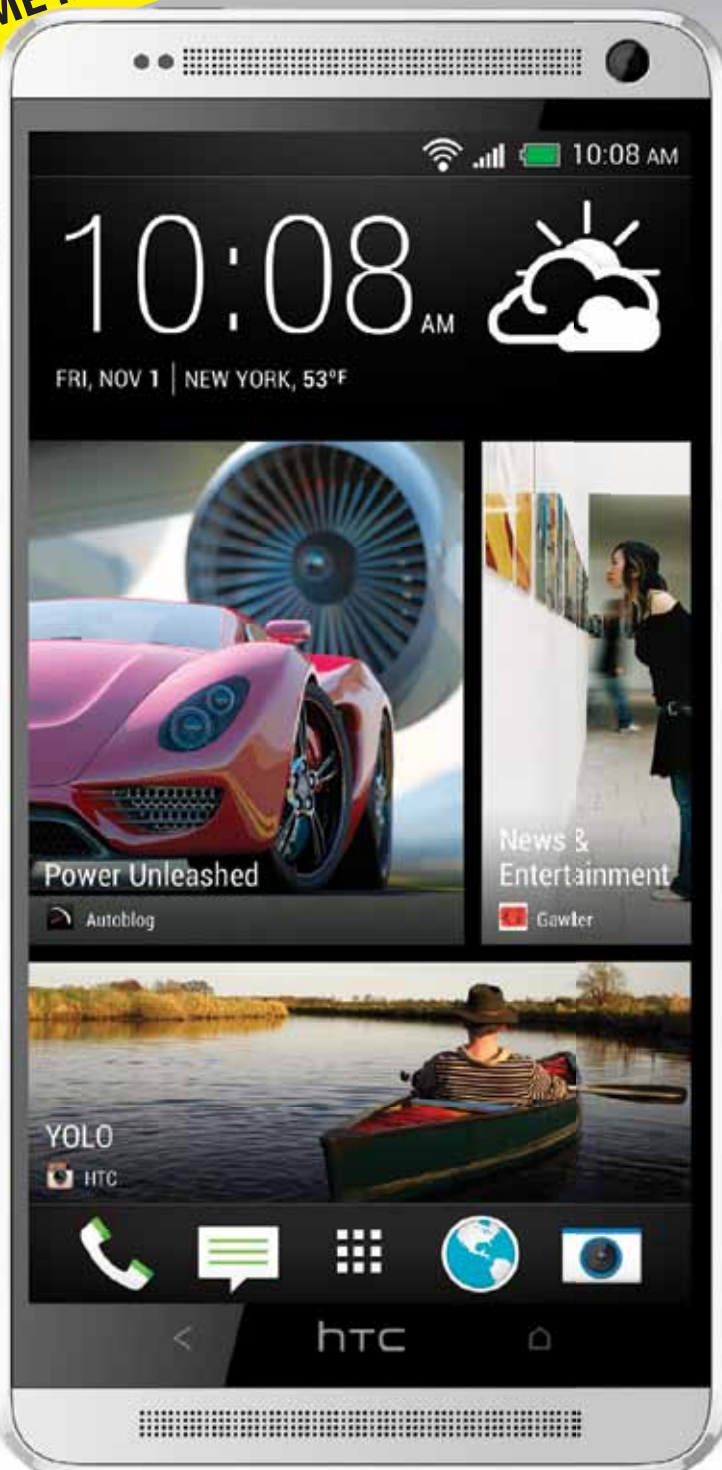 10:08 AM
10:08 AM
FRI, NOV 1 | NEW YORK, 53°F
Power Unleashed
Autoblog
News &
Entertainment
Gawker
YOLO
HTC
hTC